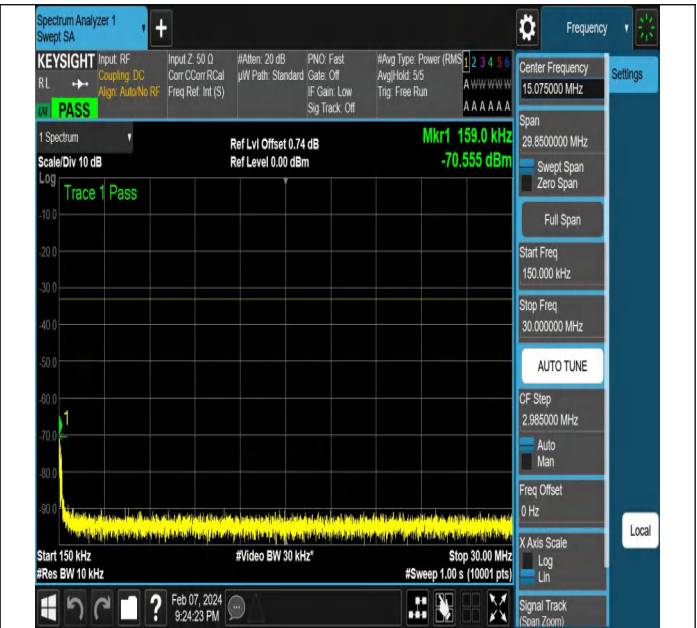 Spectrum Analyzer 1
Swept SA
+
Frequency
KEYSIGHT
RL
PASS
Input: RF
Coupling: DC
Align: Auto/No RF
Input Z: 50 Ω
Corr CCorr RCal
Freq Ref: Int (S)
#Atten: 20 dB
µW Path: Standard
PNO: Fast
Gate: Off
IF Gain: Low
Sig Track: Off
#Avg Type: Power (RMS
Avg|Hold: 5/5
Trig: Free Run
1 2 3 4 5 6
A W W W W W
A A A A A A
1 Spectrum
Scale/Div 10 dB
Ref Lvl Offset 0.74 dB
Ref Level 0.00 dBm
Mkr1 159.0 kHz
-70.555 dBm
Log
Trace 1 Pass
-10.0
-20.0
-30.0
-40.0
-50.0
-60.0
1
-70.0
-80.0
-90.0
Start 150 kHz
#Res BW 10 kHz
#Video BW 30 kHz*
Stop 30.00 MHz
#Sweep 1.00 s (10001 pts)
?
Feb 07, 2024
9:24:23 PM
Center Frequency
15.075000 MHz
Span
29.8500000 MHz
Swept Span
Zero Span
Full Span
Start Freq
150.000 kHz
Stop Freq
30.000000 MHz
AUTO TUNE
CF Step
2.985000 MHz
Auto
Man
Freq Offset
0 Hz
X Axis Scale
Log
Lin
Signal Track
(Span Zoom)
Settings
Local